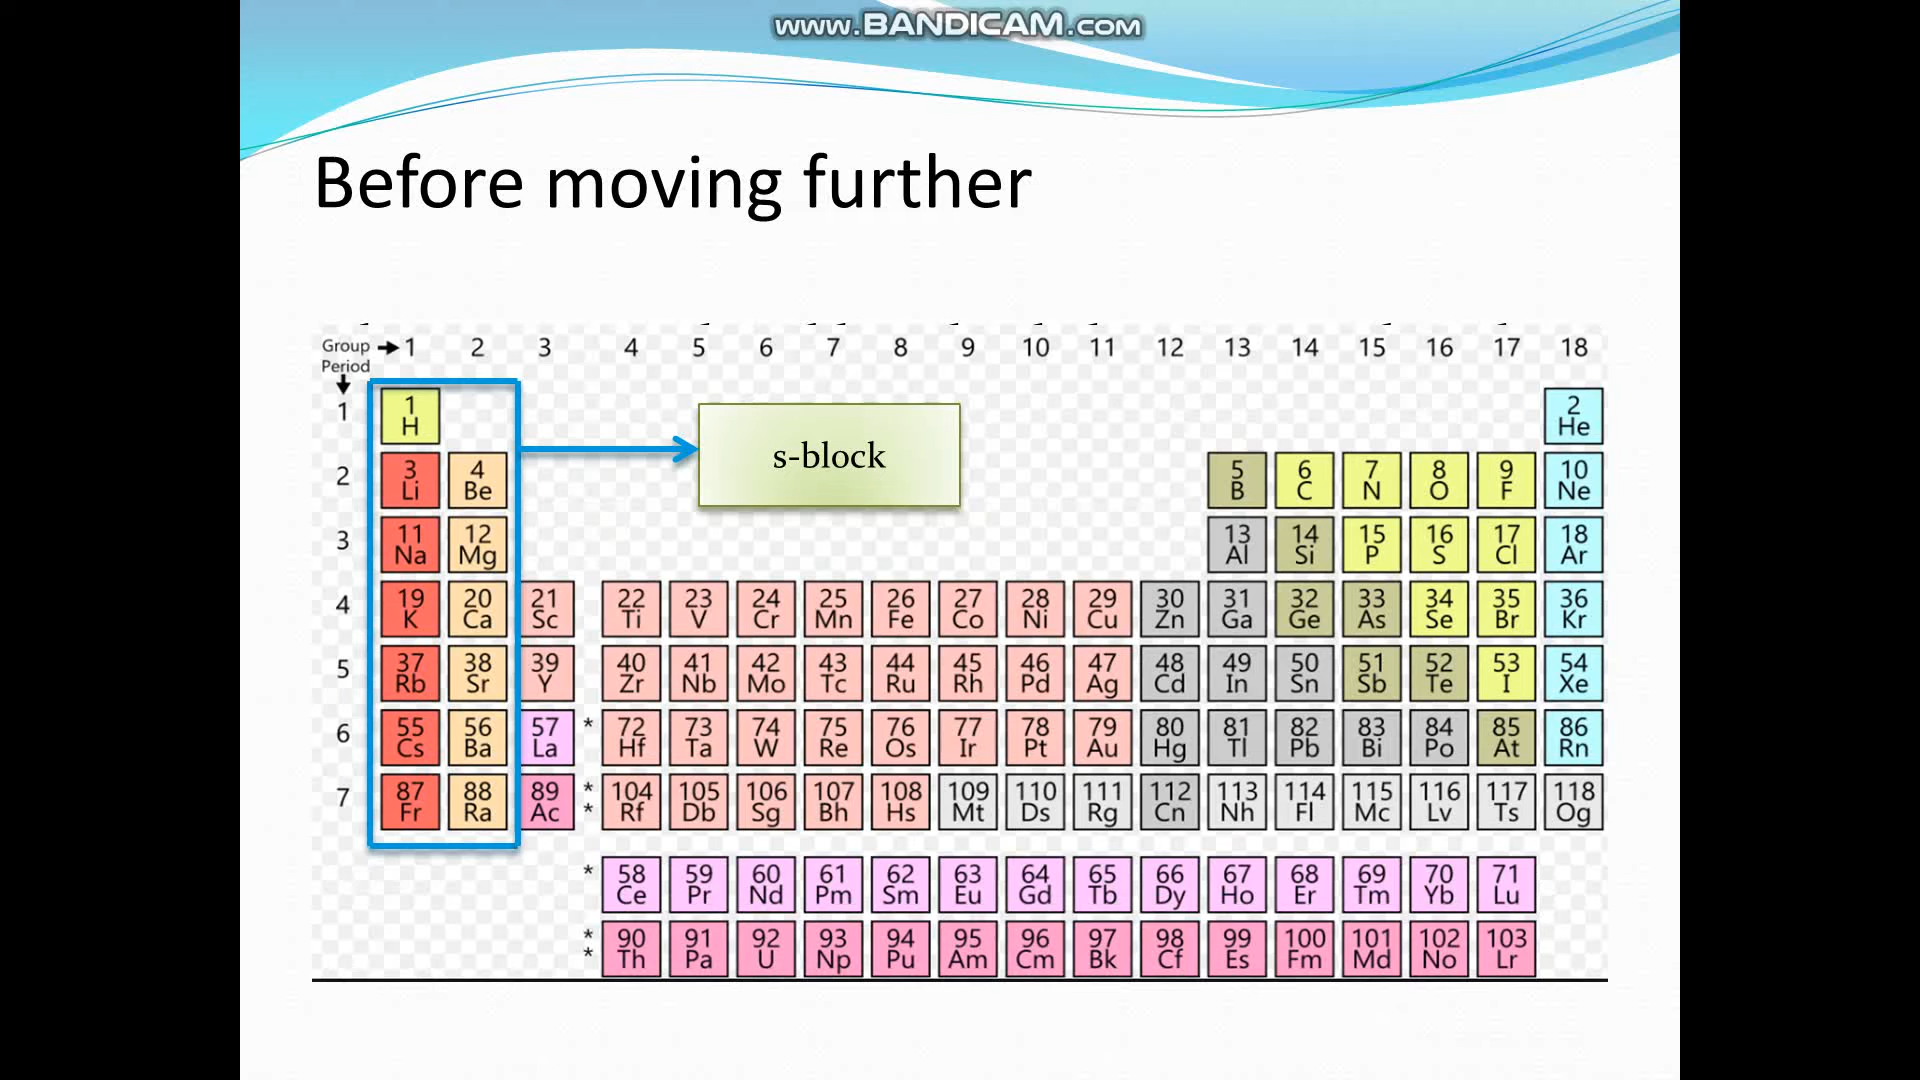 www.BANDICAM.com
Before moving further
Group 1 2 3 4 5 6 7 8 9 10 11 12 13 14 15 16 17 18
Period
1 1 H 2 He
s-block
2 3 Li 4 Be 5 B 6 C 7 N 8 O 9 F 10 Ne
3 11 Na 12 Mg 13 Al 14 Si 15 P 16 S 17 Cl 18 Ar
4 19 K 20 Ca 21 Sc 22 Ti 23 V 24 Cr 25 Mn 26 Fe 27 Co 28 Ni 29 Cu 30 Zn 31 Ga 32 Ge 33 As 34 Se 35 Br 36 Kr
5 37 Rb 38 Sr 39 Y 40 Zr 41 Nb 42 Mo 43 Tc 44 Ru 45 Rh 46 Pd 47 Ag 48 Cd 49 In 50 Sn 51 Sb 52 Te 53 I 54 Xe
6 55 Cs 56 Ba 57 La * 72 Hf 73 Ta 74 W 75 Re 76 Os 77 Ir 78 Pt 79 Au 80 Hg 81 Tl 82 Pb 83 Bi 84 Po 85 At 86 Rn
7 87 Fr 88 Ra 89 Ac * * 104 Rf 105 Db 106 Sg 107 Bh 108 Hs 109 Mt 110 Ds 111 Rg 112 Cn 113 Nh 114 Fl 115 Mc 116 Lv 117 Ts 118 Og
* 58 Ce 59 Pr 60 Nd 61 Pm 62 Sm 63 Eu 64 Gd 65 Tb 66 Dy 67 Ho 68 Er 69 Tm 70 Yb 71 Lu
* * 90 Th 91 Pa 92 U 93 Np 94 Pu 95 Am 96 Cm 97 Bk 98 Cf 99 Es 100 Fm 101 Md 102 No 103 Lr